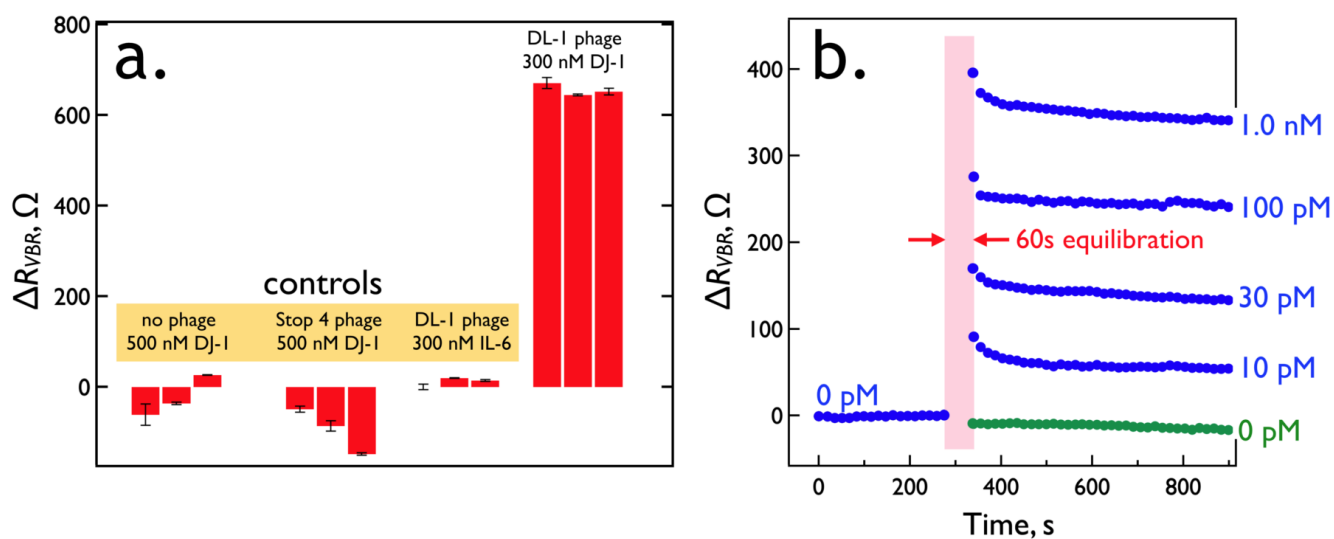 a.
800
600
400
200
0
ΔRVBR, Ω
controls
no phage
500 nM DJ-1
Stop 4 phage
500 nM DJ-1
DL-1 phage
300 nM IL-6
DL-1 phage
300 nM DJ-1
b.
400
300
200
100
0
ΔRVBR, Ω
1.0 nM
100 pM
60s equilibration
30 pM
10 pM
0 pM
0 pM
0
200
400
600
800
Time, s